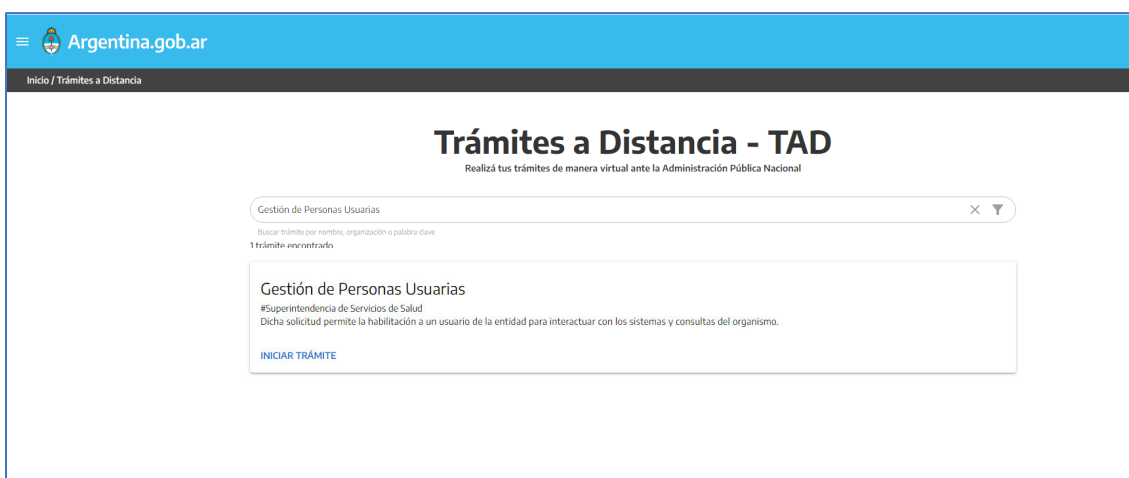 Argentina.gob.ar
Inicio / Trámites a Distancia
Trámites a Distancia - TAD
Realizá tus trámites de manera virtual ante la Administración Pública Nacional
Gestión de Personas Usuarias
Buscar trámite por nombre, organización o palabra clave
1 trámite encontrado
Gestión de Personas Usuarias
#Superintendencia de Servicios de Salud
Dicha solicitud permite la habilitación a un usuario de la entidad para interactuar con los sistemas y consultas del organismo.
INICIAR TRÁMITE